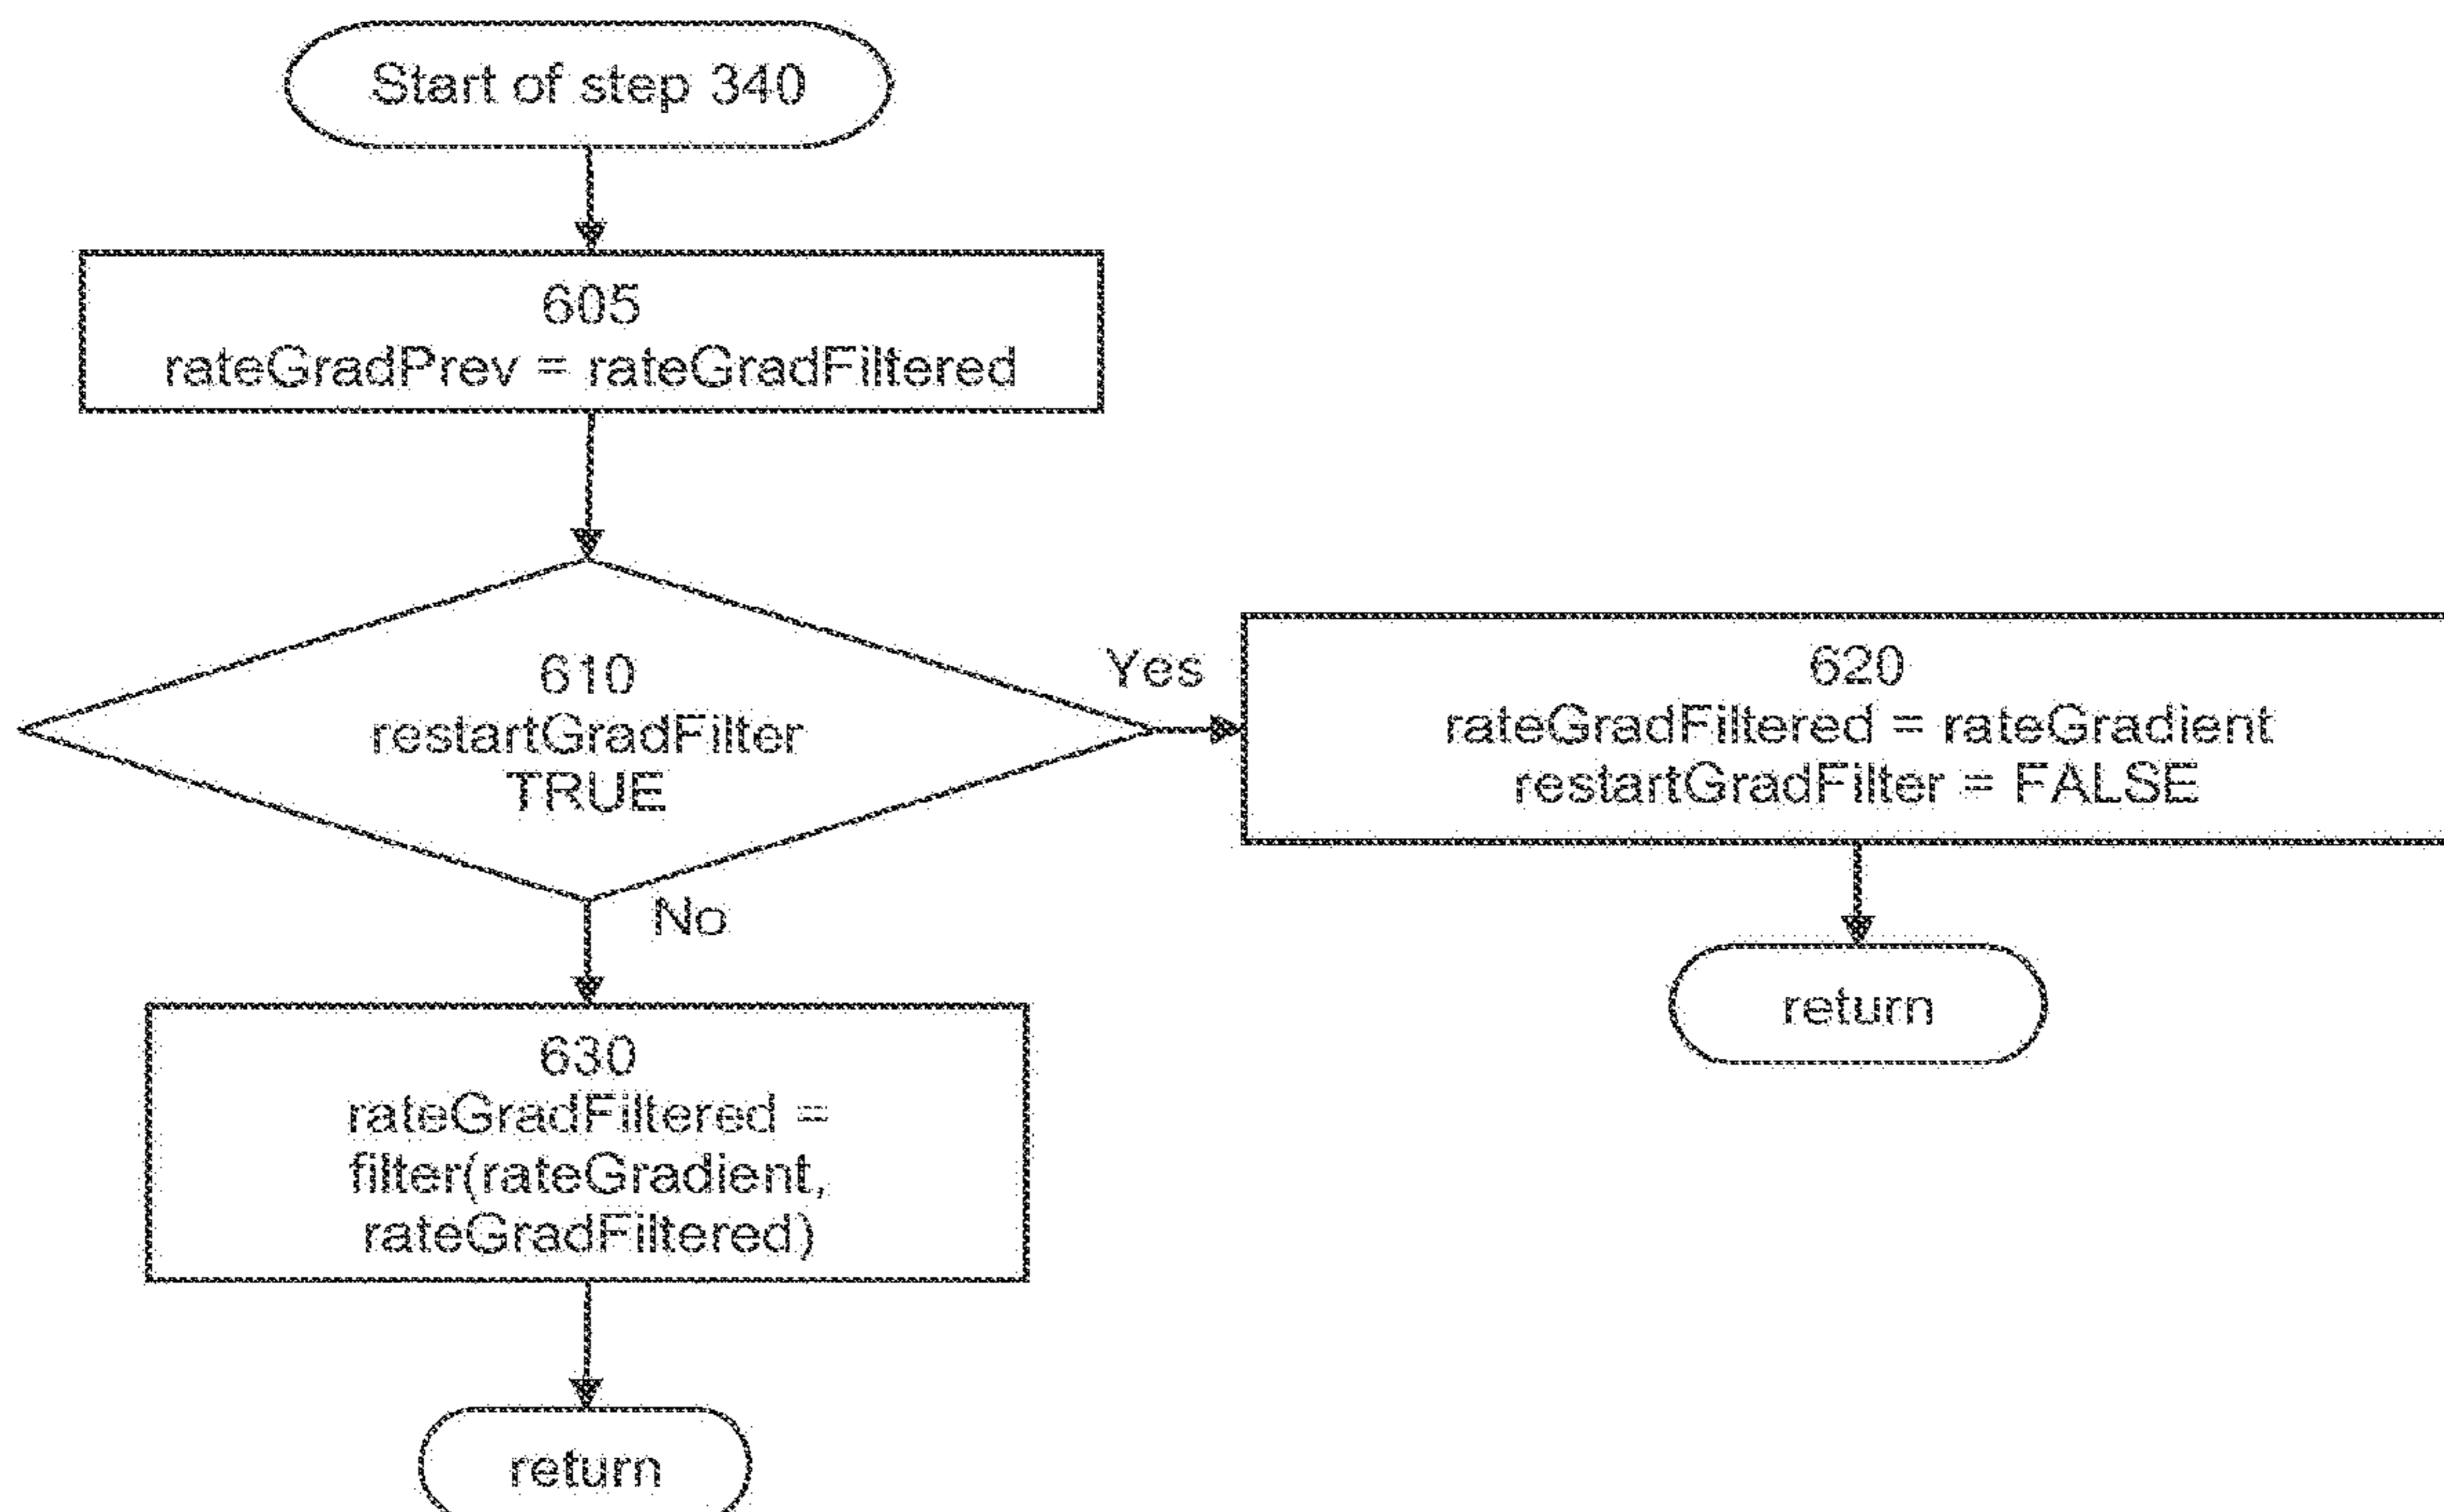 Start of step 340
605
rateGradPrev = rateGradFiltered
610
restartGradFilter
TRUE
Yes
620
rateGradFiltered = rateGradient
restartGradFilter = FALSE
return
No
630
rateGradFiltered =
filter(rateGradient,
rateGradFiltered)
return